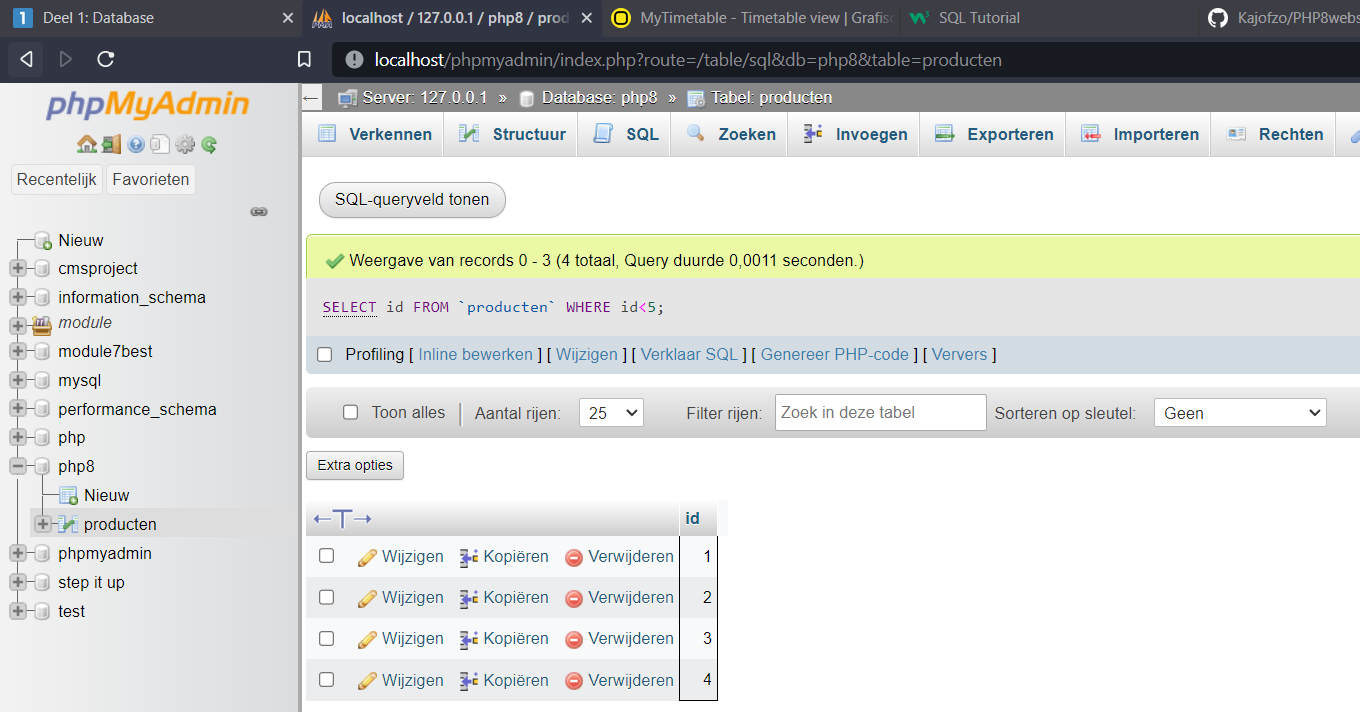 1 Deel 1: Database
localhost / 127.0.0.1 / php8 / prod
MyTimetable - Timetable view | Grafis
SQL Tutorial
Kajofzo/PHP8webs
localhost/phpmyadmin/index.php?route=/table/sql&db=php8&table=producten
phpMyAdmin
Recentelijk Favorieten
Nieuw
cmsproject
information_schema
module
module7best
mysql
performance_schema
php
php8
Nieuw
producten
phpmyadmin
step it up
test
Server: 127.0.0.1 » Database: php8 » Tabel: producten
Verkennen Structuur SQL Zoeken Invoegen Exporteren Importeren Rechten
SQL-queryveld tonen
Weergave van records 0 - 3 (4 totaal, Query duurde 0,0011 seconden.)
SELECT id FROM `producten` WHERE id<5;
Profiling [ Inline bewerken ] [ Wijzigen ] [ Verklaar SQL ] [ Genereer PHP-code ] [ Ververs ]
Toon alles | Aantal rijen: 25 Filter rijen: Zoek in deze tabel Sorteren op sleutel: Geen
Extra opties
←T→ id
Wijzigen Kopiëren Verwijderen 1
Wijzigen Kopiëren Verwijderen 2
Wijzigen Kopiëren Verwijderen 3
Wijzigen Kopiëren Verwijderen 4